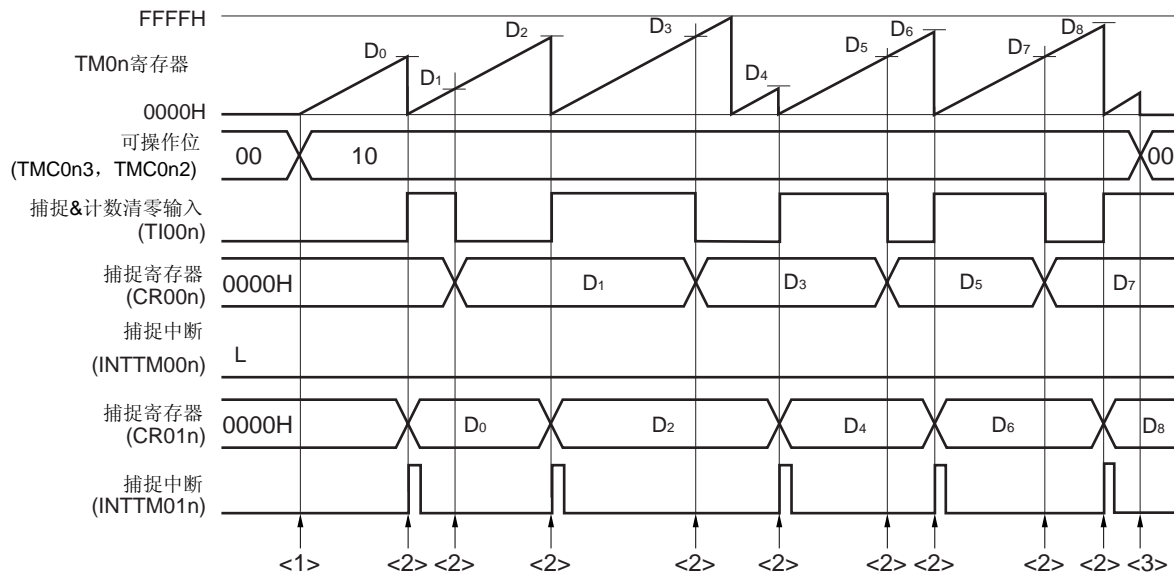 FFFFH
D0 D1 D2 D3 D4 D5 D6 D7 D8
TM0n寄存器
0000H
可操作位
(TMC0n3，TMC0n2)
00 10 00
捕捉&计数清零输入
(TI00n)
捕捉寄存器
(CR00n)
0000H D1 D3 D5 D7
捕捉中断
(INTTM00n)
L
捕捉寄存器
(CR01n)
0000H D0 D2 D4 D6 D8
捕捉中断
(INTTM01n)
<1> <2> <2> <2> <2> <2> <2> <2> <2> <2> <3>